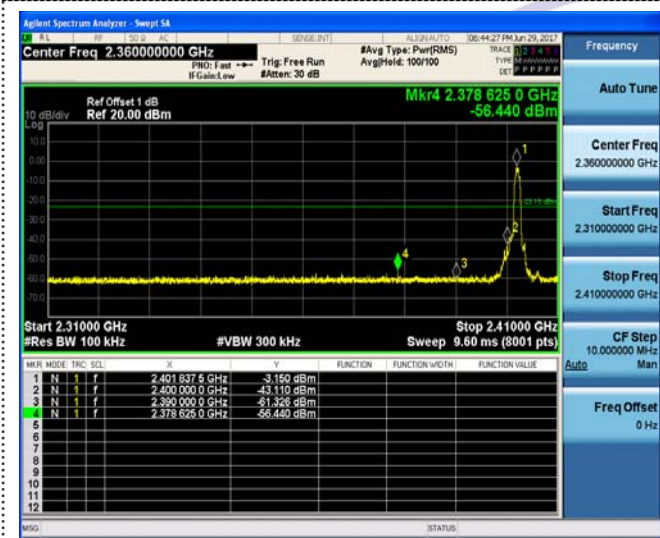 Agilent Spectrum Analyzer - Swept SA
RL RF 50 Ω AC SENSE:INT ALIGN AUTO 06:44:27 PM Jun 29, 2017
Center Freq 2.360000000 GHz
PNO: Fast
IFGain:Low
Trig: Free Run
#Atten: 30 dB
#Avg Type: Pwr(RMS)
Avg|Hold: 100/100
TRACE 1 2 3 4 5 6
TYPE
DET P P P P P P
Frequency
Auto Tune
Ref Offset 1 dB
10 dB/div Ref 20.00 dBm
Log
Mkr4 2.378 625 0 GHz
-56.440 dBm
10.0
0.00
-10.0
-20.0
-30.0
-40.0
-50.0
-60.0
-70.0
1
2
3
4
Center Freq
2.360000000 GHz
Start Freq
2.310000000 GHz
Stop Freq
2.410000000 GHz
Start 2.31000 GHz Stop 2.41000 GHz
#Res BW 100 kHz #VBW 300 kHz Sweep 9.60 ms (8001 pts)
CF Step
10.000000 MHz
Auto Man
Freq Offset
0 Hz
MKR MODE TRC SCL X Y FUNCTION FUNCTION WIDTH FUNCTION VALUE
1 N 1 f 2.401 837 5 GHz -3.150 dBm
2 N 1 f 2.400 000 0 GHz -43.110 dBm
3 N 1 f 2.390 000 0 GHz -61.326 dBm
4 N 1 f 2.378 625 0 GHz -56.440 dBm
5
6
7
8
9
10
11
12
MSG STATUS